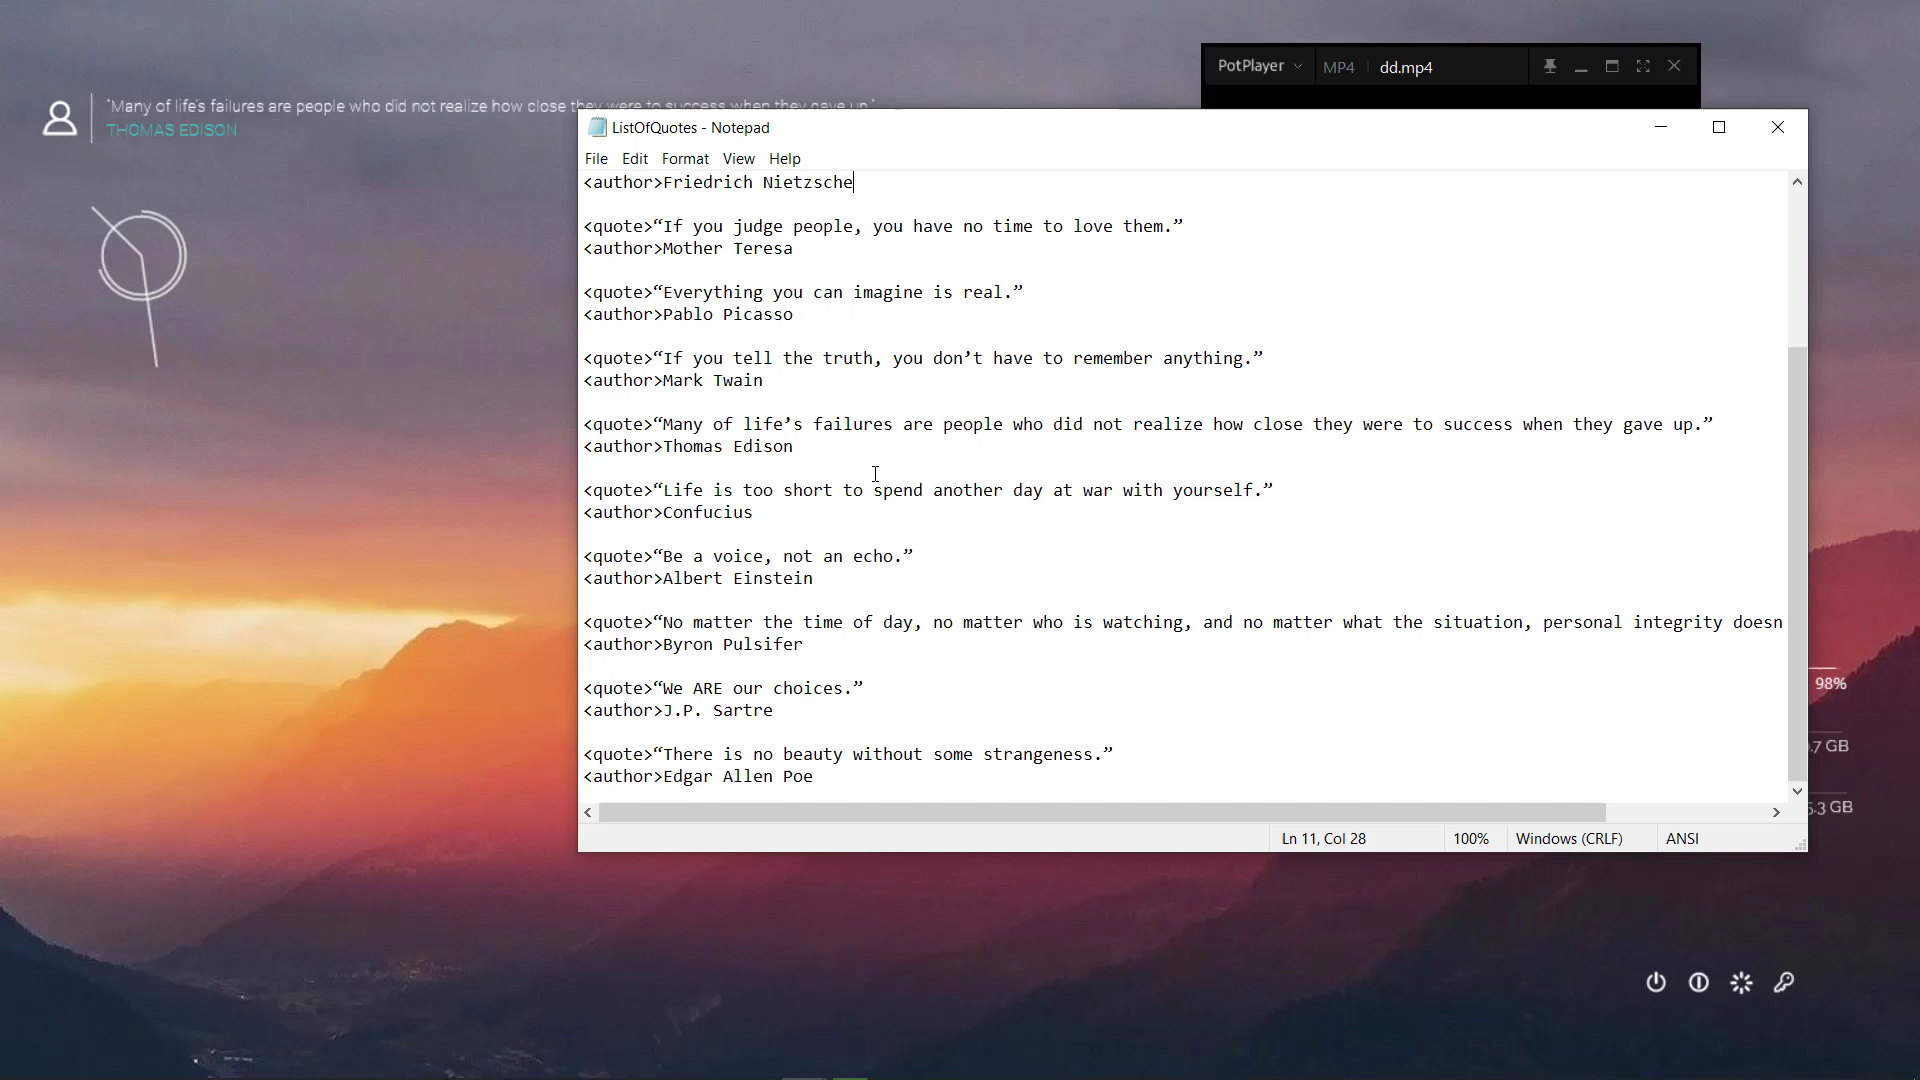 PotPlayer MP4 dd.mp4
"Many of life's failures are people who did not realize how close they were to success when they gave up."
THOMAS EDISON
ListOfQuotes - Notepad
File Edit Format View Help
<author>Friedrich Nietzsche
<quote>“If you judge people, you have no time to love them.”
<author>Mother Teresa
<quote>“Everything you can imagine is real.”
<author>Pablo Picasso
<quote>“If you tell the truth, you don’t have to remember anything.”
<author>Mark Twain
<quote>“Many of life’s failures are people who did not realize how close they were to success when they gave up.”
<author>Thomas Edison
<quote>“Life is too short to spend another day at war with yourself.”
<author>Confucius
<quote>“Be a voice, not an echo.”
<author>Albert Einstein
<quote>“No matter the time of day, no matter who is watching, and no matter what the situation, personal integrity doesn
<author>Byron Pulsifer
<quote>“We ARE our choices.”
<author>J.P. Sartre
<quote>“There is no beauty without some strangeness.”
<author>Edgar Allen Poe
98%
.7 GB
5.3 GB
Ln 11, Col 28 100% Windows (CRLF) ANSI